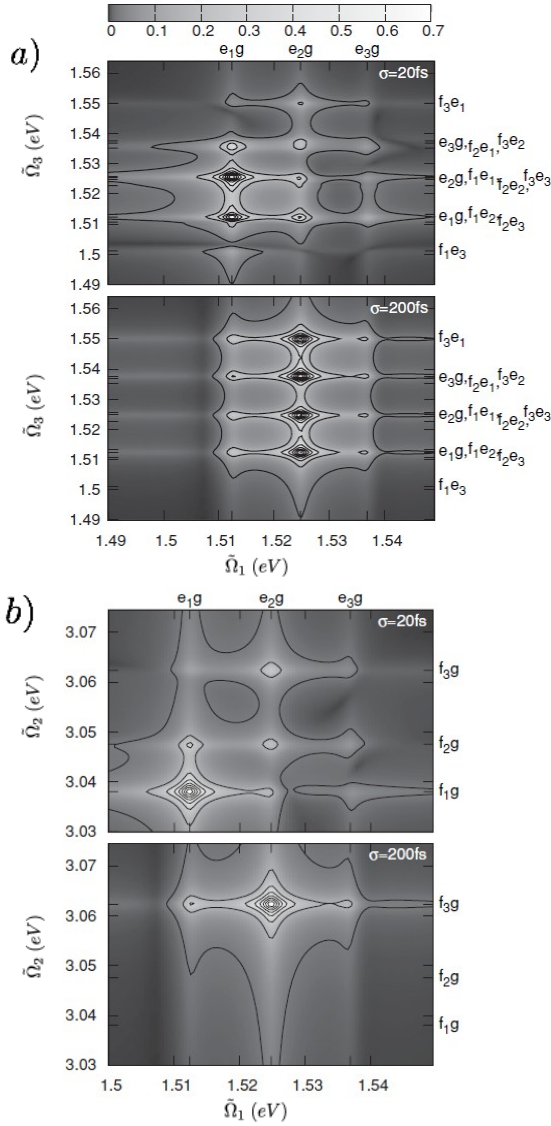 0 0.1 0.2 0.3 0.4 0.5 0.6 0.7
a) e₁g e₂g e₃g
σ=20fs
1.56
1.55 f₃e₁
1.54 e₃g,f₂e₁,f₃e₂
1.53
1.52 e₂g,f₁e₁,f₂e₂,f₃e₃
1.51 e₁g,f₁e₂f₂e₃
1.5 f₁e₃
1.49
Ω̃₃ (eV)
σ=200fs
1.56
1.55 f₃e₁
1.54 e₃g,f₂e₁,f₃e₂
1.53
1.52 e₂g,f₁e₁f₂e₂,f₃e₃
1.51 e₁g,f₁e₂f₂e₃
1.5 f₁e₃
1.49
Ω̃₃ (eV)
1.49 1.5 1.51 1.52 1.53 1.54
Ω̃₁ (eV)
b) e₁g e₂g e₃g
σ=20fs
3.07
3.06 f₃g
3.05 f₂g
3.04 f₁g
3.03
Ω̃₂ (eV)
σ=200fs
3.07
3.06 f₃g
3.05 f₂g
3.04 f₁g
3.03
Ω̃₂ (eV)
1.5 1.51 1.52 1.53 1.54
Ω̃₁ (eV)